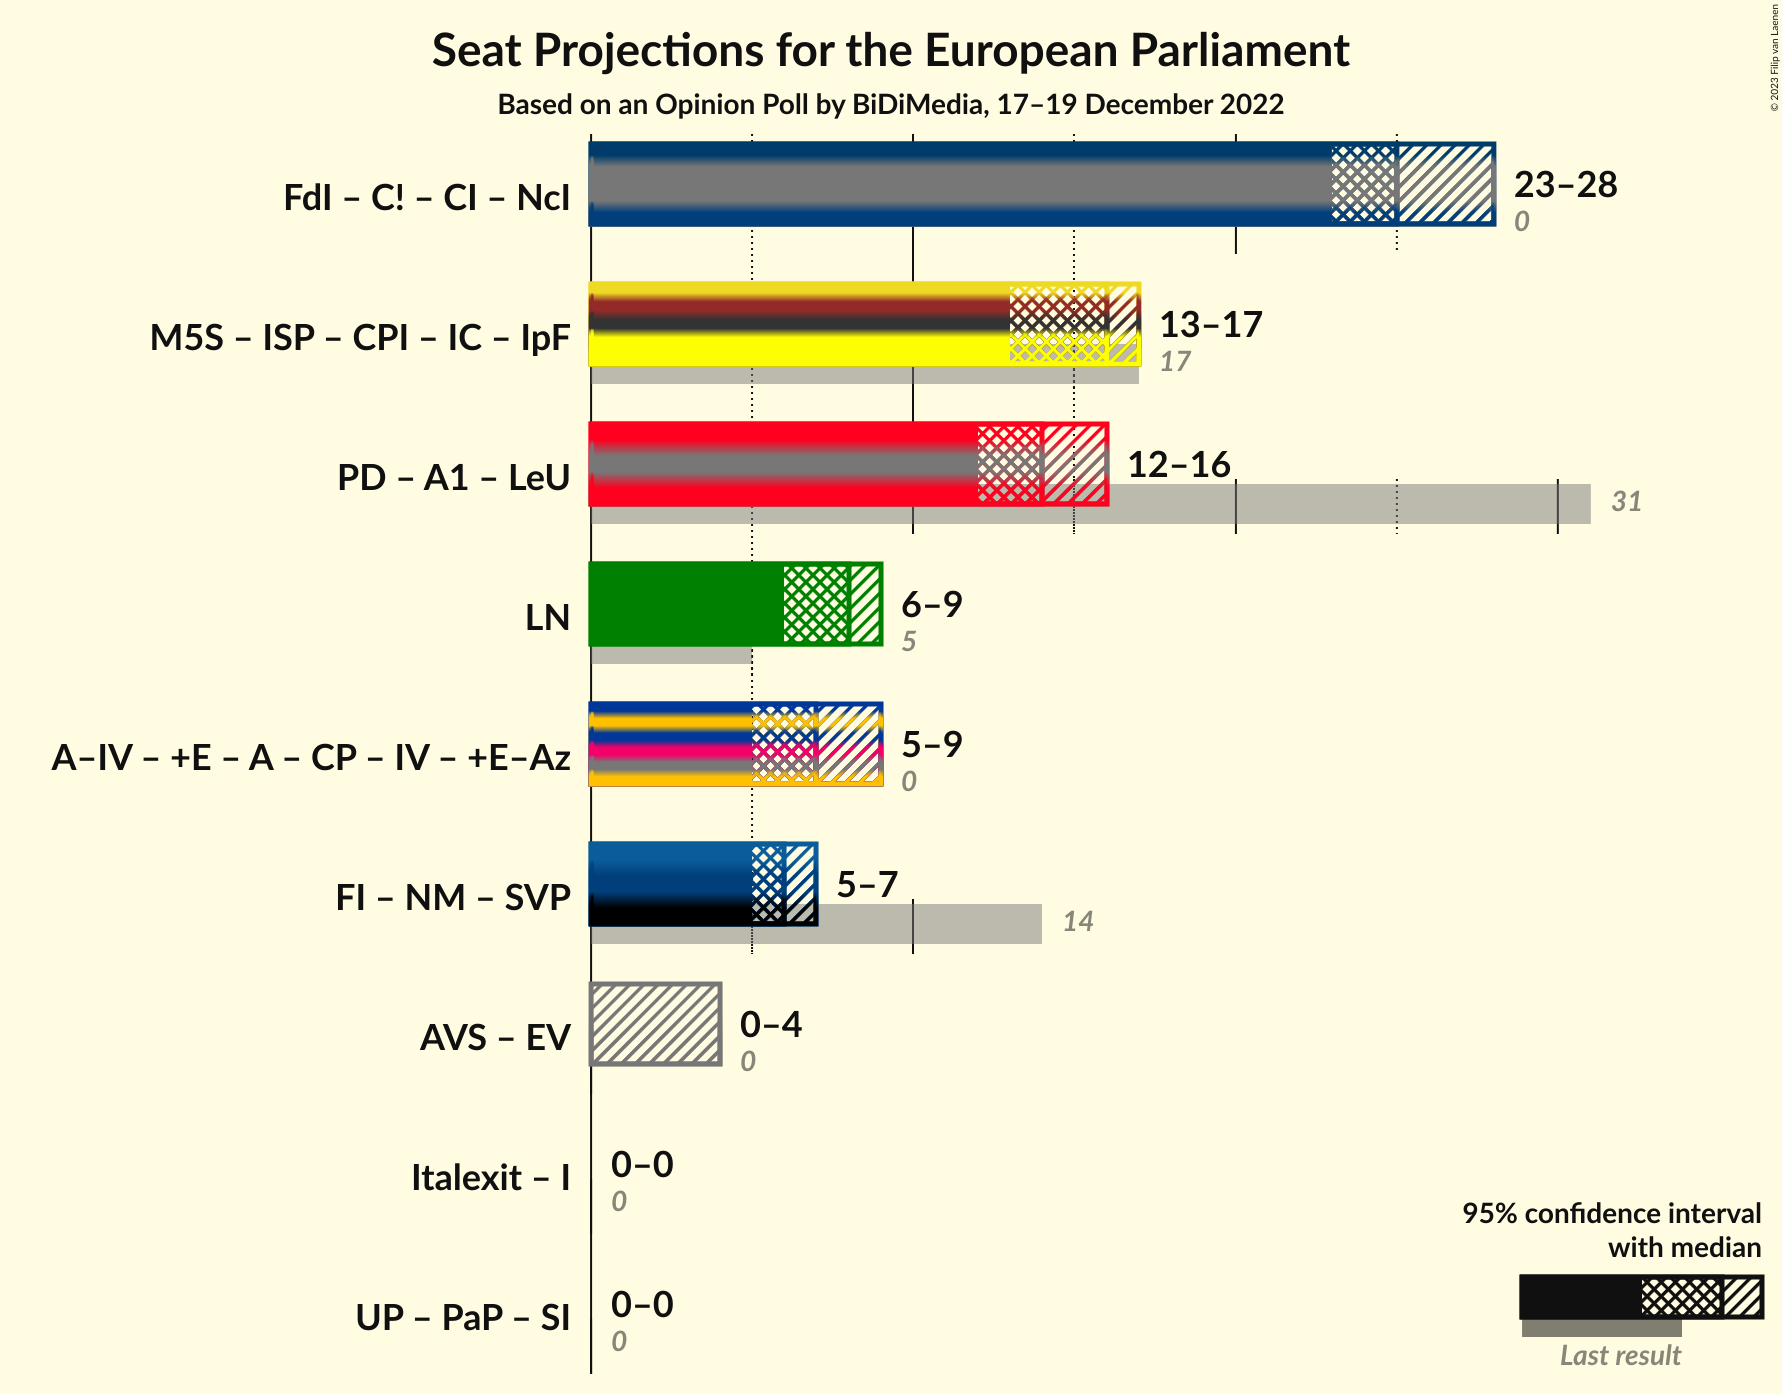 Seat Projections for the European Parliament
Based on an Opinion Poll by BiDiMedia, 17–19 December 2022
© 2023 Filip van Laenen
FdI – C! – CI – NcI
23–28
0
M5S – ISP – CPI – IC – IpF
13–17
17
PD – A1 – LeU
12–16
31
LN
6–9
5
A–IV – +E – A – CP – IV – +E–Az
5–9
0
FI – NM – SVP
5–7
14
AVS – EV
0–4
0
Italexit – I
0–0
0
UP – PaP – SI
0–0
0
95% confidence interval
with median
Last result